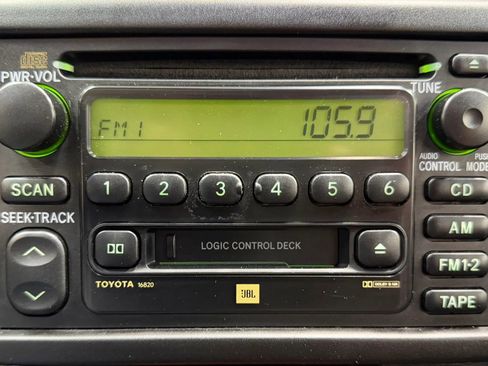 PWR-VOL
TUNE
FM1 105.9
AUDIO CONTROL
PUSH MODE
SCAN
1 2 3 4 5 6
CD
SEEK•TRACK
AM
LOGIC CONTROL DECK
FM1•2
TOYOTA 16820
JBL
DOLBY B NR
TAPE